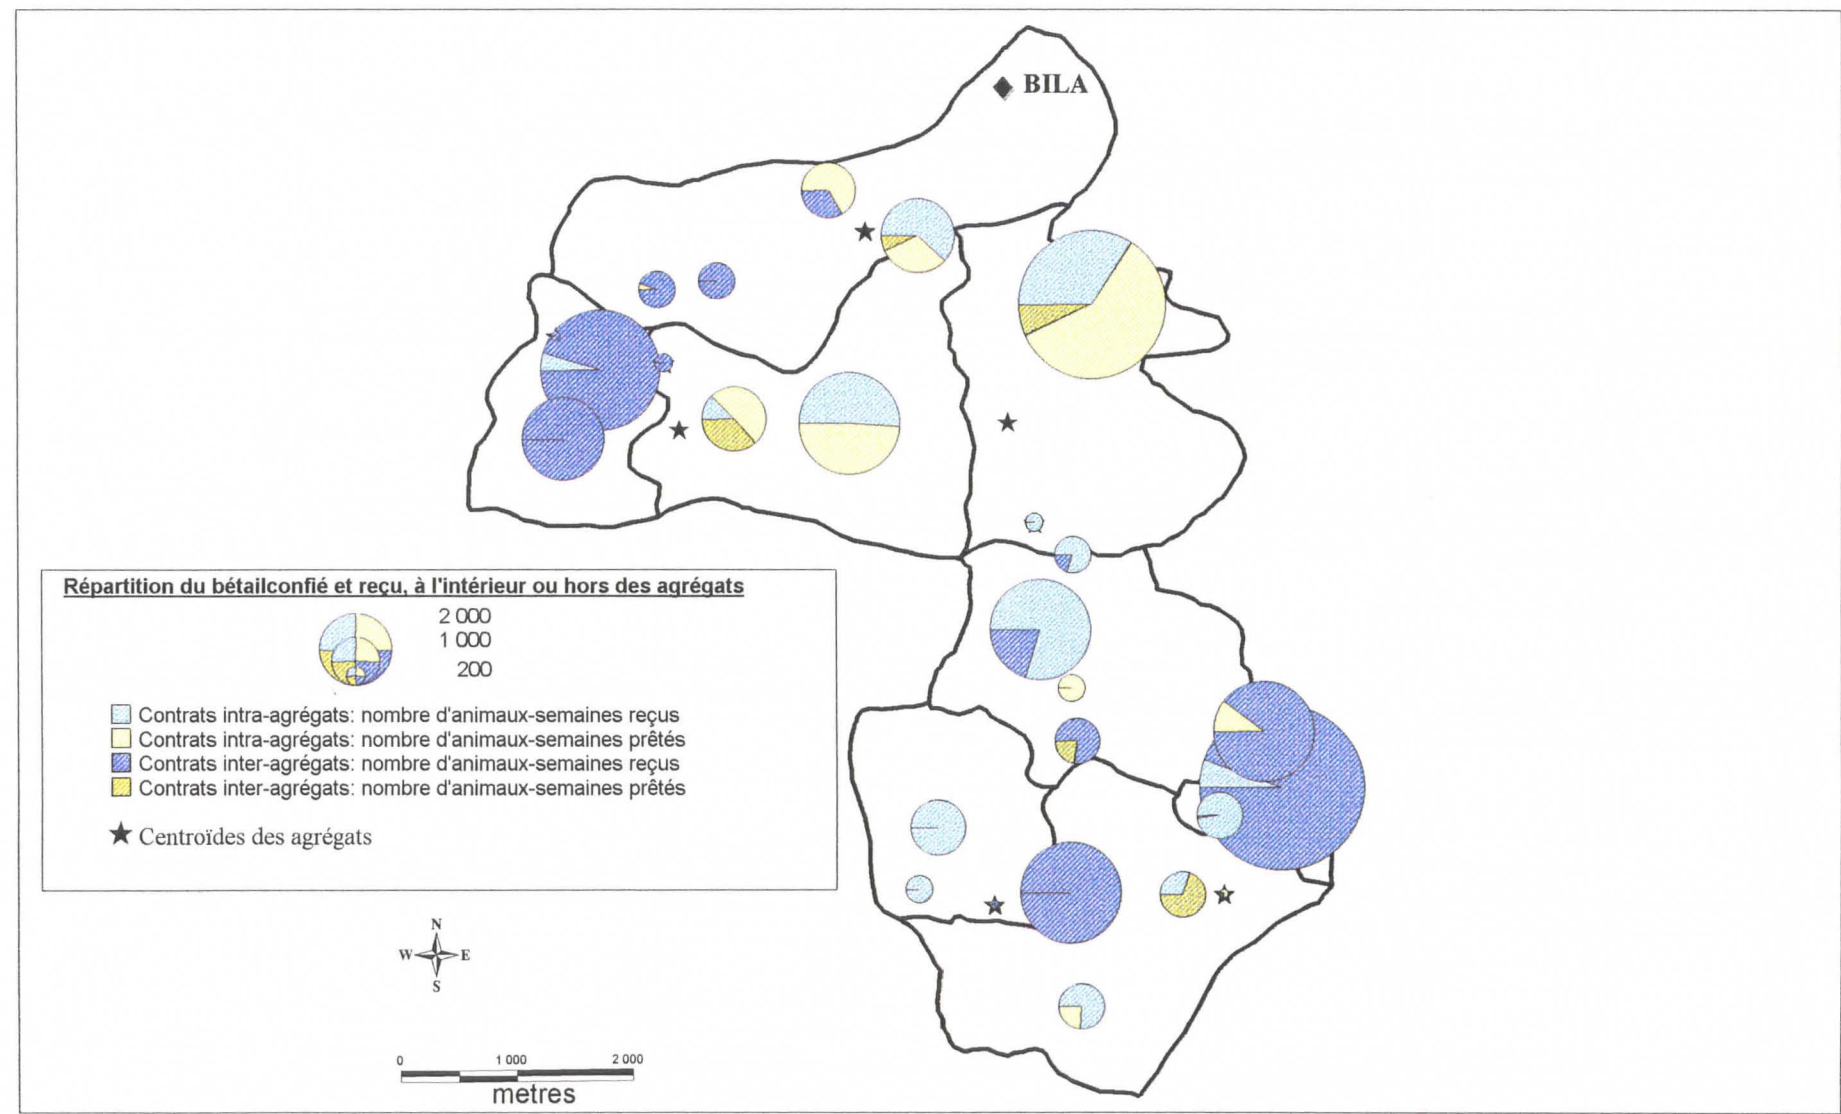 BILA
Répartition du bétailconfié et reçu, à l'intérieur ou hors des agrégats
2 000
1 000
200
Contrats intra-agrégats: nombre d'animaux-semaines reçus
Contrats intra-agrégats: nombre d'animaux-semaines prêtés
Contrats inter-agrégats: nombre d'animaux-semaines reçus
Contrats inter-agrégats: nombre d'animaux-semaines prêtés
Centroïdes des agrégats
N
W E
S
0 1 000 2 000
metres